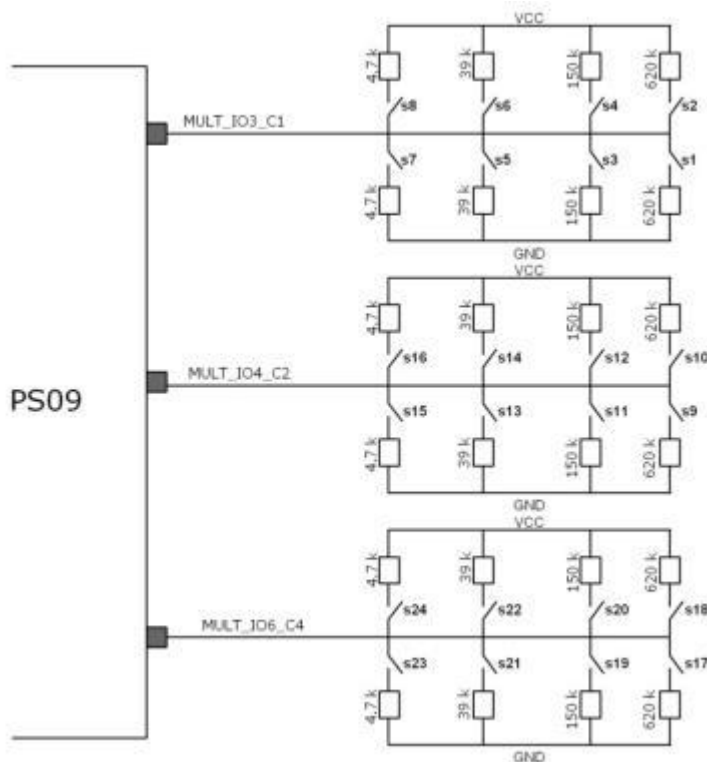 VCC
4.7 k 39 k 150 k 620 k
s8 s6 s4 s2
MULT_IO3_C1
s7 s5 s3 s1
4.7 k 39 k 150 k 620 k
GND
VCC
4.7 k 39 k 150 k 620 k
s16 s14 s12 s10
MULT_IO4_C2
PS09
s15 s13 s11 s9
4.7 k 39 k 150 k 620 k
GND
VCC
4.7 k 39 k 150 k 620 k
s24 s22 s20 s18
MULT_IO6_C4
s23 s21 s19 s17
4.7 k 39 k 150 k 620 k
GND